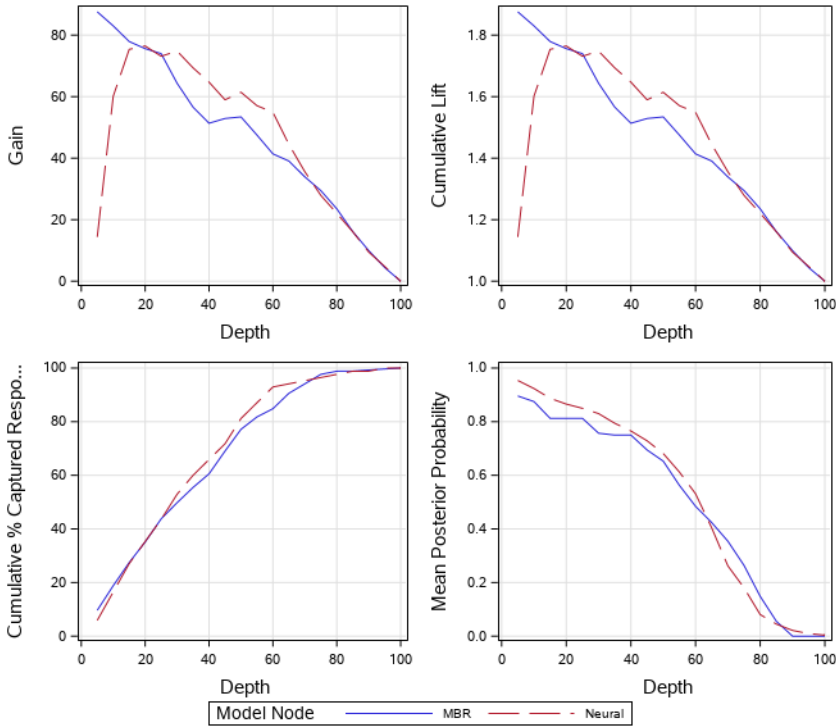 80
60
40
20
0
Gain
0 20 40 60 80 100
Depth
1.8
1.6
1.4
1.2
1.0
Cumulative Lift
0 20 40 60 80 100
Depth
100
80
60
40
20
0
Cumulative % Captured Respo...
0 20 40 60 80 100
Depth
1.0
0.8
0.6
0.4
0.2
0.0
Mean Posterior Probability
0 20 40 60 80 100
Depth
Model Node MBR Neural